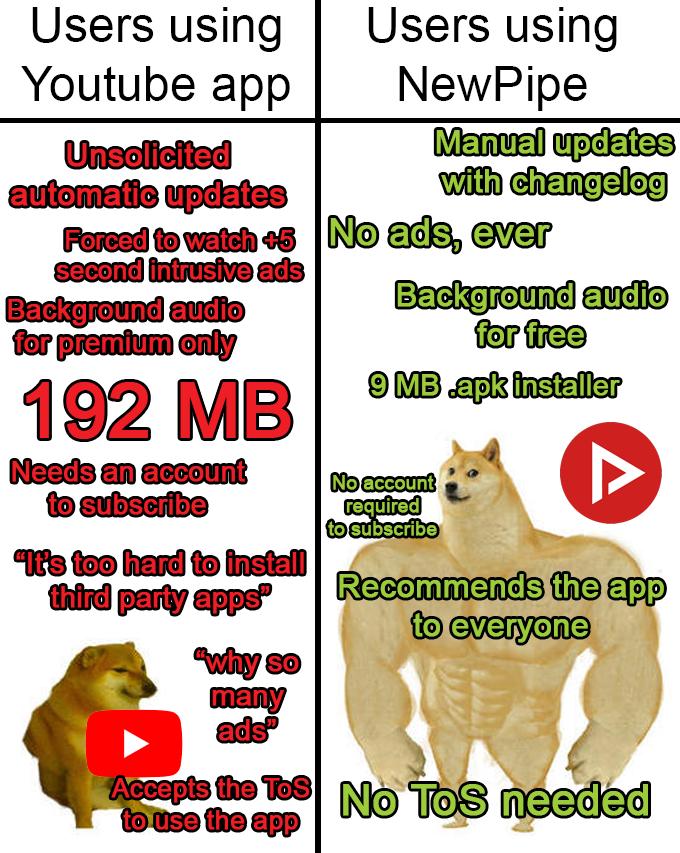 Users using
Youtube app
Unsolicited
automatic updates
Forced to watch +5
second intrusive ads
Background audio
for premium only
192 MB
Needs an account
to subscribe
“It's too hard to install
third party apps”
“why so
many
ads”
Accepts the ToS
to use the app
Users using
NewPipe
Manual updates
with changelog
No ads, ever
Background audio
for free
9 MB .apk installer
No account
required
to subscribe
Recommends the app
to everyone
No ToS needed